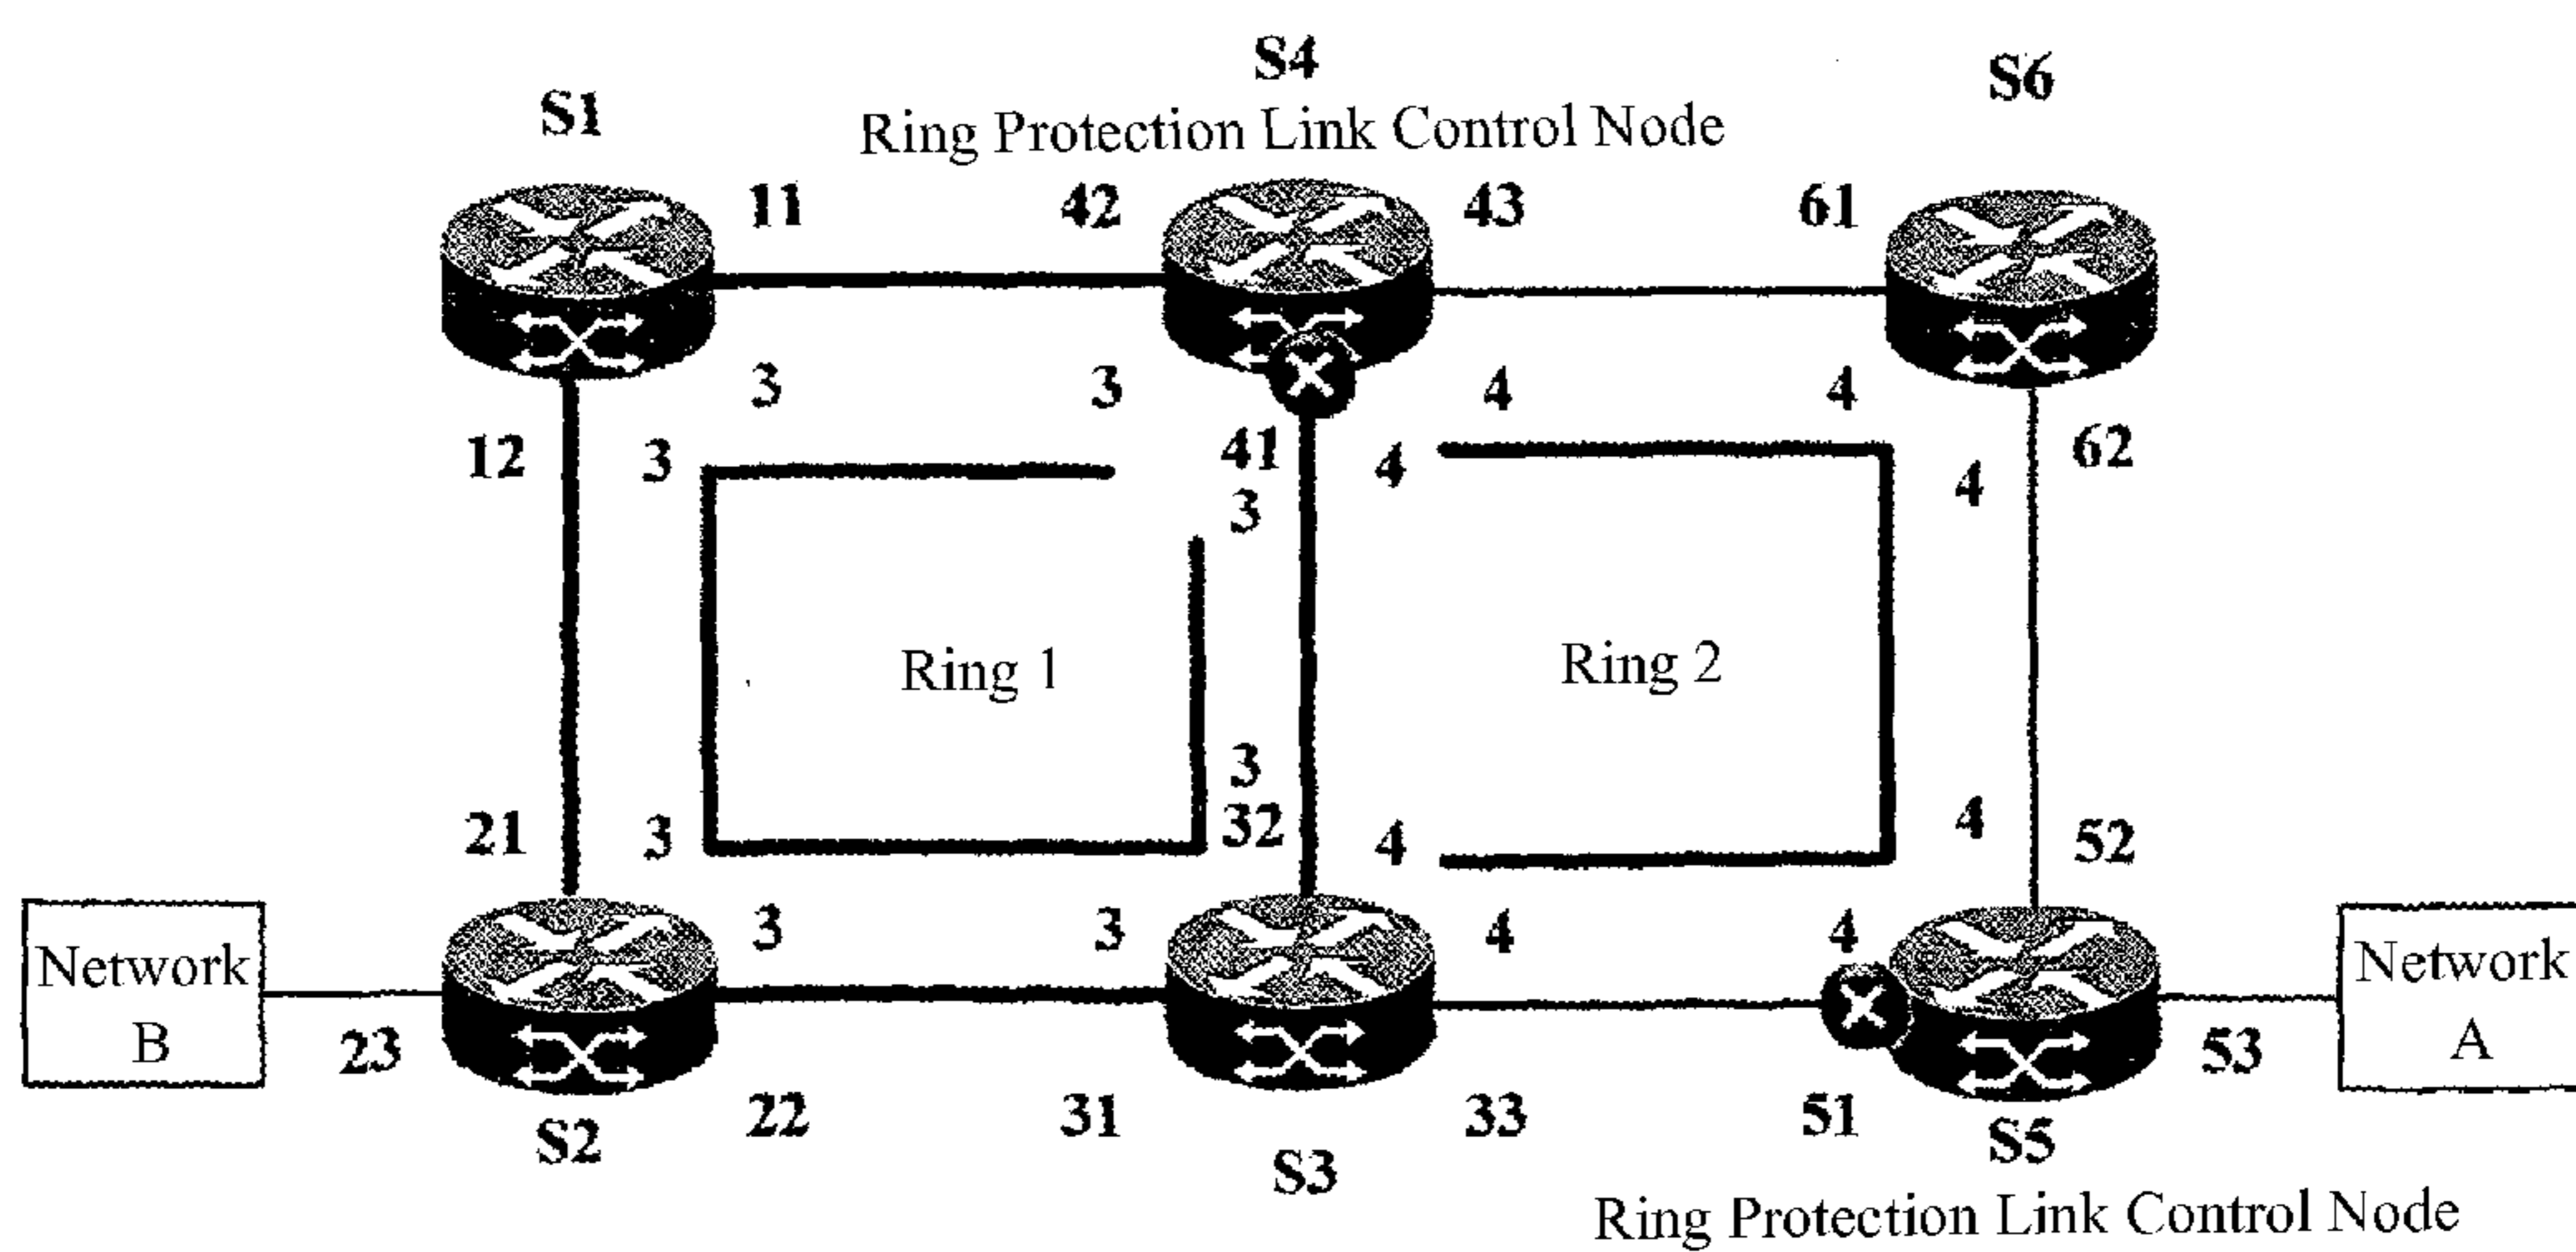 S4
S1
S6
Ring Protection Link Control Node
11 42 43 61
3 3 4 4
12 3 41 4 62
3 4
Ring 1 Ring 2
3
21 3 32 4 4 52
3 3 4 4
Network B
Network A
23 53
22 31 33 51
S2 S3 S5
Ring Protection Link Control Node